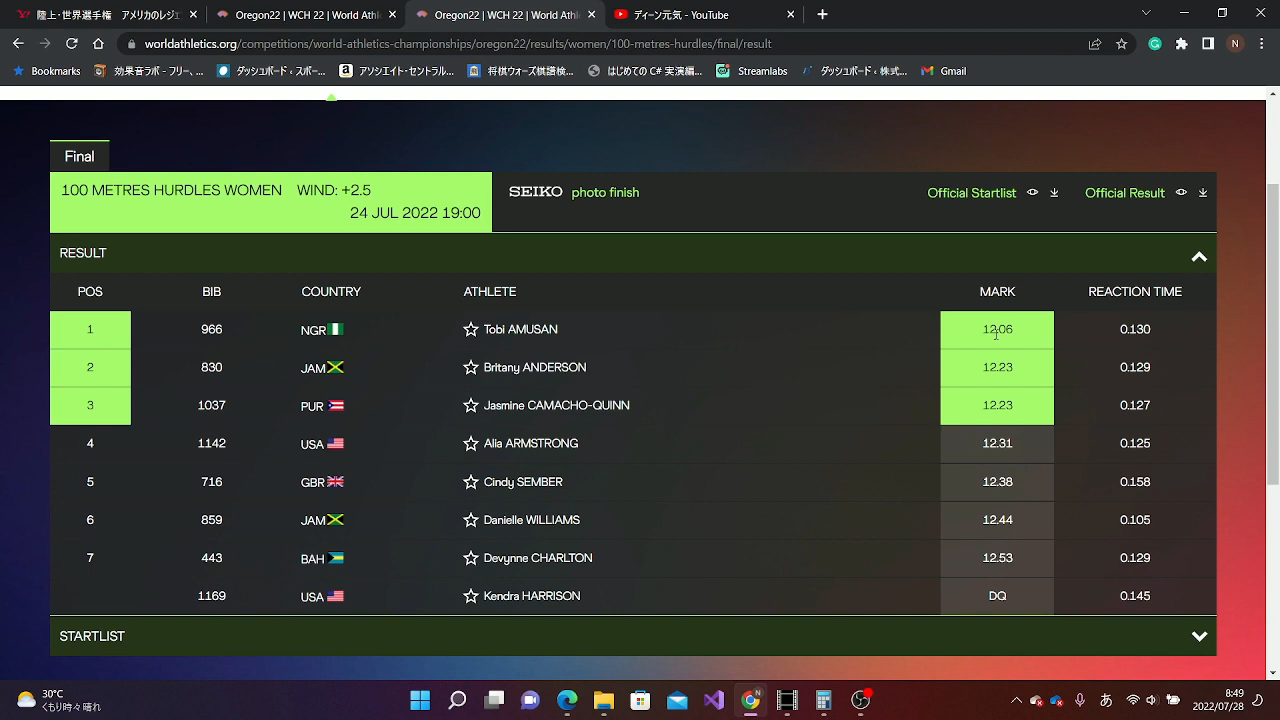 陸上・世界選手権 アメリカのレジェ
Oregon22 | WCH 22 | World Athl
Oregon22 | WCH 22 | World Athl
ディーン元気 - YouTube
worldathletics.org/competitions/world-athletics-championships/oregon22/results/women/100-metres-hurdles/final/result
N
Bookmarks 効果音ラボ – フリー、... ダッシュボード ‹ スポー... アソシエイト・セントラル... 将棋ウォーズ棋譜検... はじめての C# 実演編... Streamlabs ダッシュボード ‹ 株式... Gmail
Final
100 METRES HURDLES WOMEN WIND: +2.5
24 JUL 2022 19:00
SEIKO photo finish
Official Startlist Official Result
RESULT
POS BIB COUNTRY ATHLETE MARK REACTION TIME
1 966 NGR Tobi AMUSAN 12.06 0.130
2 830 JAM Britany ANDERSON 12.23 0.129
3 1037 PUR Jasmine CAMACHO-QUINN 12.23 0.127
4 1142 USA Alia ARMSTRONG 12.31 0.125
5 716 GBR Cindy SEMBER 12.38 0.158
6 859 JAM Danielle WILLIAMS 12.44 0.105
7 443 BAH Devynne CHARLTON 12.53 0.129
1169 USA Kendra HARRISON DQ 0.145
STARTLIST
30°C
くもり時々晴れ
あ
8:49
2022/07/28